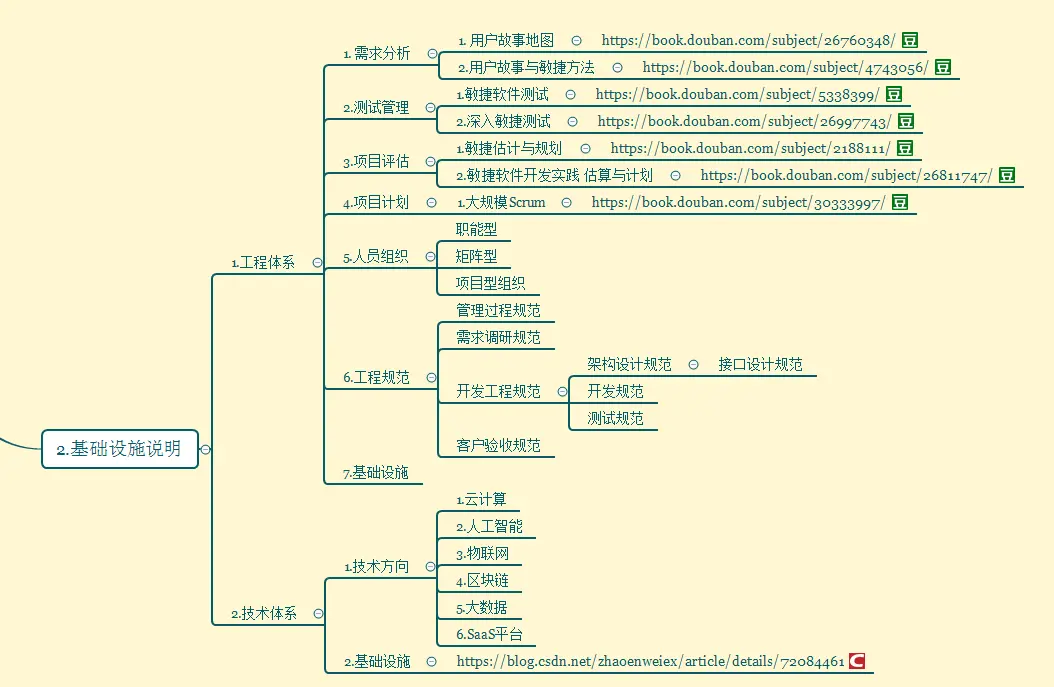 1. 需求分析
1. 用户故事地图 https://book.douban.com/subject/26760348/ 豆
2.用户故事与敏捷方法 https://book.douban.com/subject/4743056/ 豆
2.测试管理
1.敏捷软件测试 https://book.douban.com/subject/5338399/ 豆
2.深入敏捷测试 https://book.douban.com/subject/26997743/ 豆
3.项目评估
1.敏捷估计与规划 https://book.douban.com/subject/2188111/ 豆
2.敏捷软件开发实践 估算与计划 https://book.douban.com/subject/26811747/ 豆
4.项目计划 1.大规模Scrum https://book.douban.com/subject/30333997/ 豆
1.工程体系
5.人员组织
职能型
矩阵型
项目型组织
6.工程规范
管理过程规范
需求调研规范
开发工程规范
架构设计规范 接口设计规范
开发规范
测试规范
客户验收规范
7.基础设施
2.基础设施说明
2.技术体系
1.技术方向
1.云计算
2.人工智能
3.物联网
4.区块链
5.大数据
6.SaaS平台
2.基础设施 https://blog.csdn.net/zhaoenweiex/article/details/72084461 C